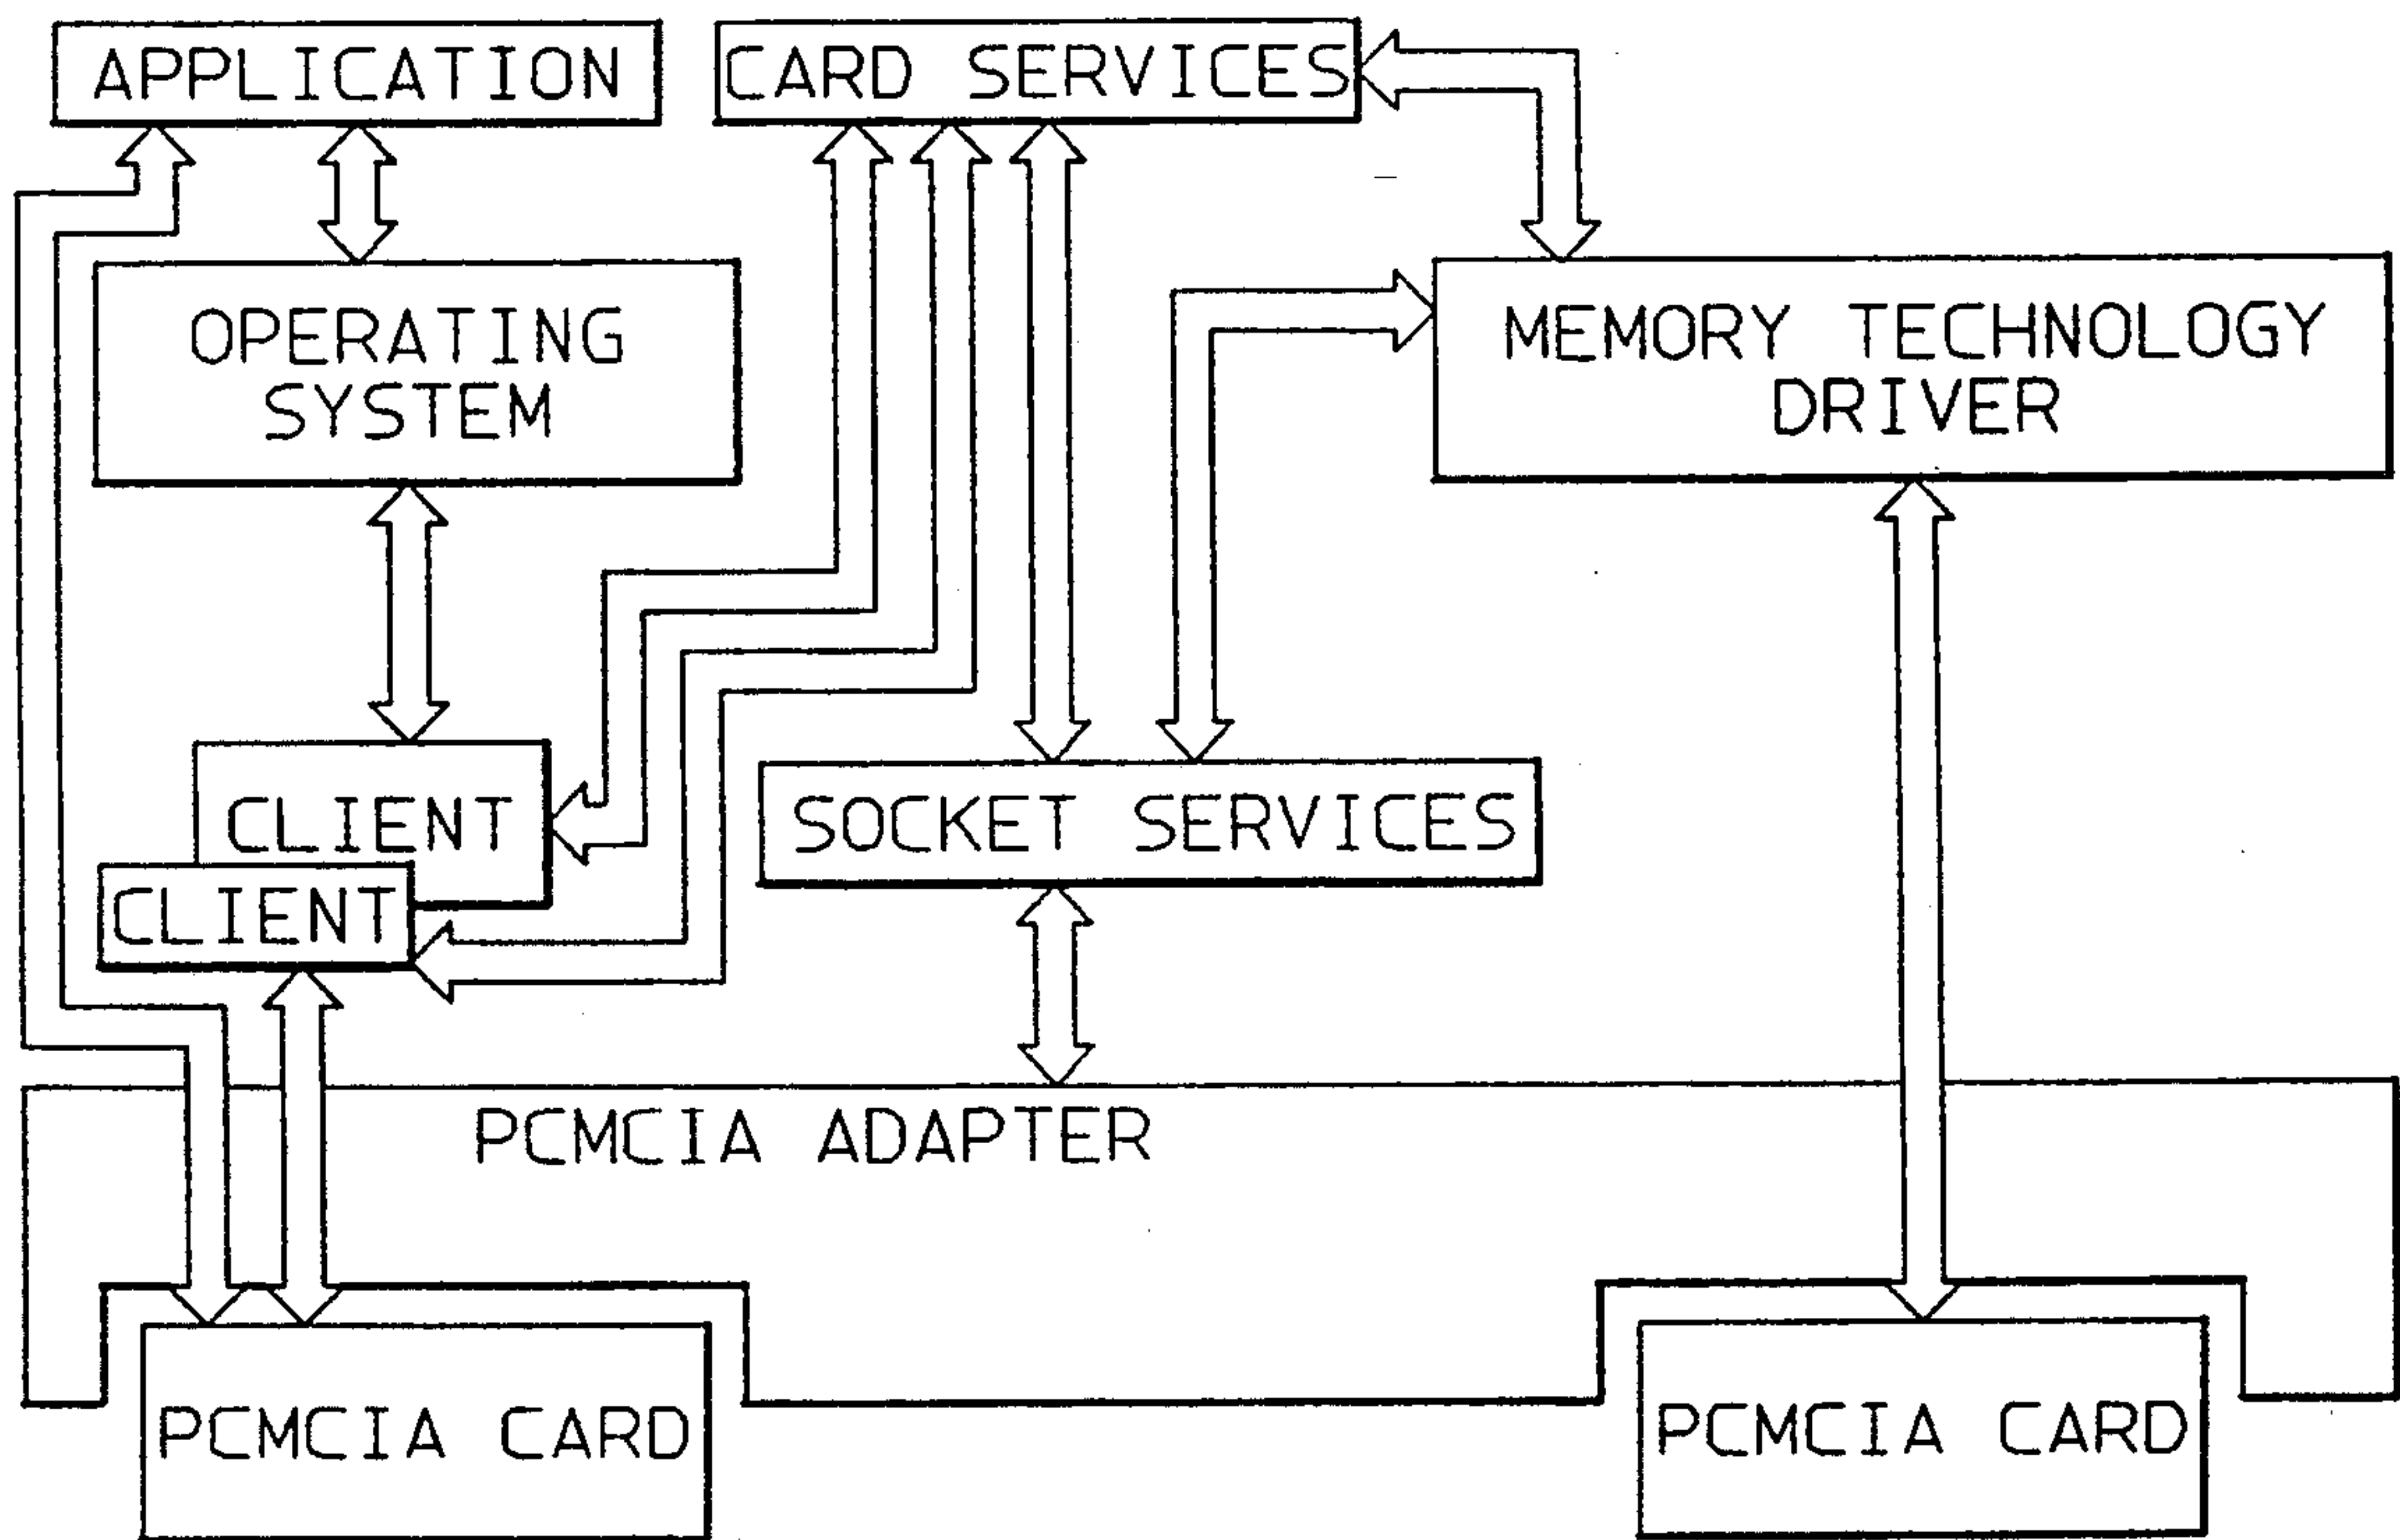 APPLICATION
CARD SERVICES
OPERATING
SYSTEM
MEMORY TECHNOLOGY
DRIVER
CLIENT
CLIENT
SOCKET SERVICES
PCMCIA ADAPTER
PCMCIA CARD
PCMCIA CARD